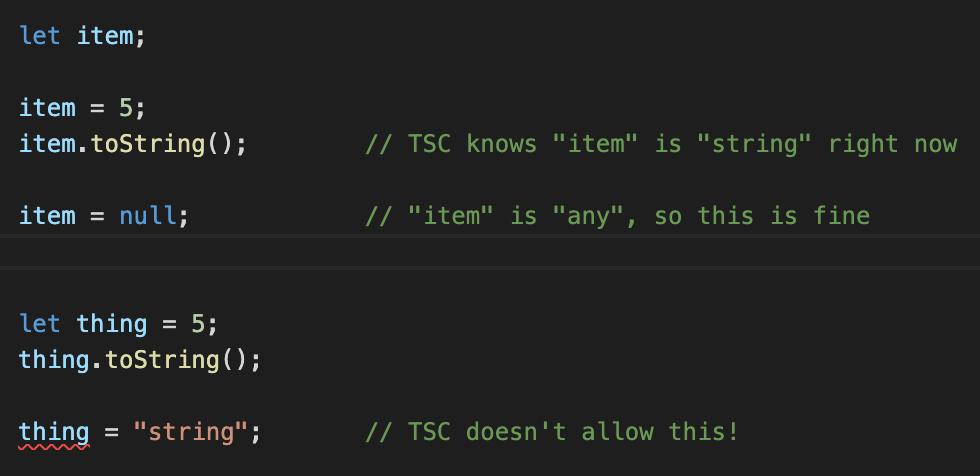 let item;
item = 5;
item.toString(); // TSC knows "item" is "string" right now
item = null; // "item" is "any", so this is fine
let thing = 5;
thing.toString();
thing = "string"; // TSC doesn't allow this!